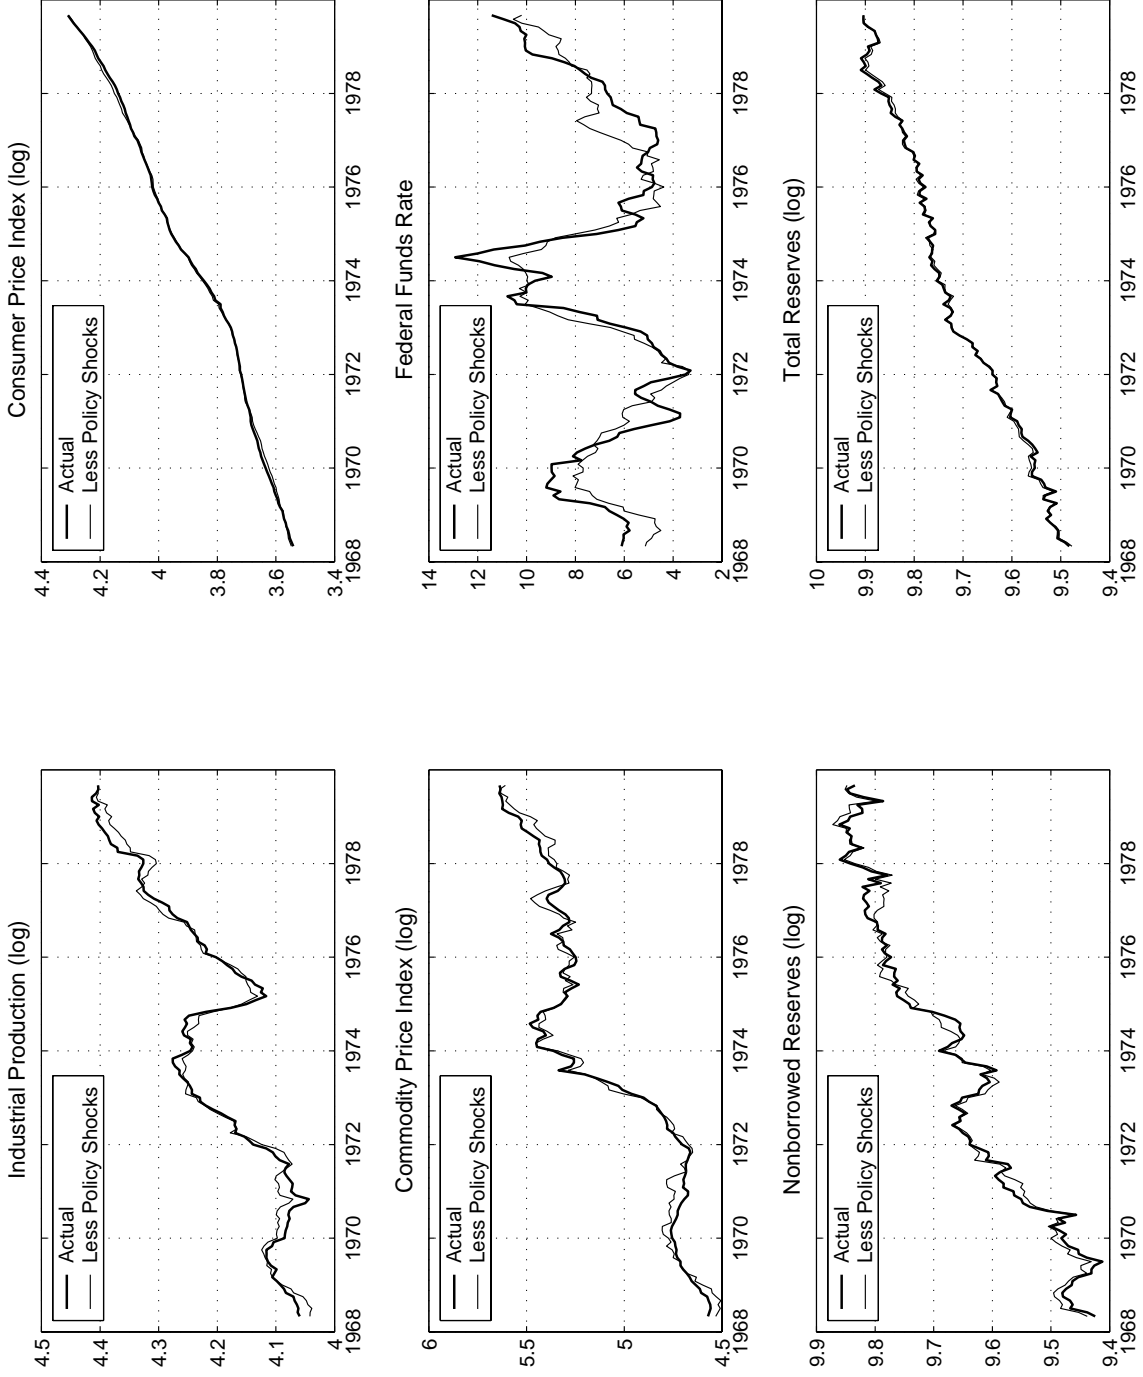 Industrial Production (log)
Actual
Less Policy Shocks
4.5
4.4
4.3
4.2
4.1
4
1968 1970 1972 1974 1976 1978
Consumer Price Index (log)
Actual
Less Policy Shocks
4.4
4.2
4
3.8
3.6
3.4
1968 1970 1972 1974 1976 1978
Commodity Price Index (log)
Actual
Less Policy Shocks
6
5.5
5
4.5
1968 1970 1972 1974 1976 1978
Federal Funds Rate
Actual
Less Policy Shocks
14
12
10
8
6
4
2
1968 1970 1972 1974 1976 1978
Nonborrowed Reserves (log)
Actual
Less Policy Shocks
9.9
9.8
9.7
9.6
9.5
9.4
1968 1970 1972 1974 1976 1978
Total Reserves (log)
Actual
Less Policy Shocks
10
9.9
9.8
9.7
9.6
9.5
9.4
1968 1970 1972 1974 1976 1978